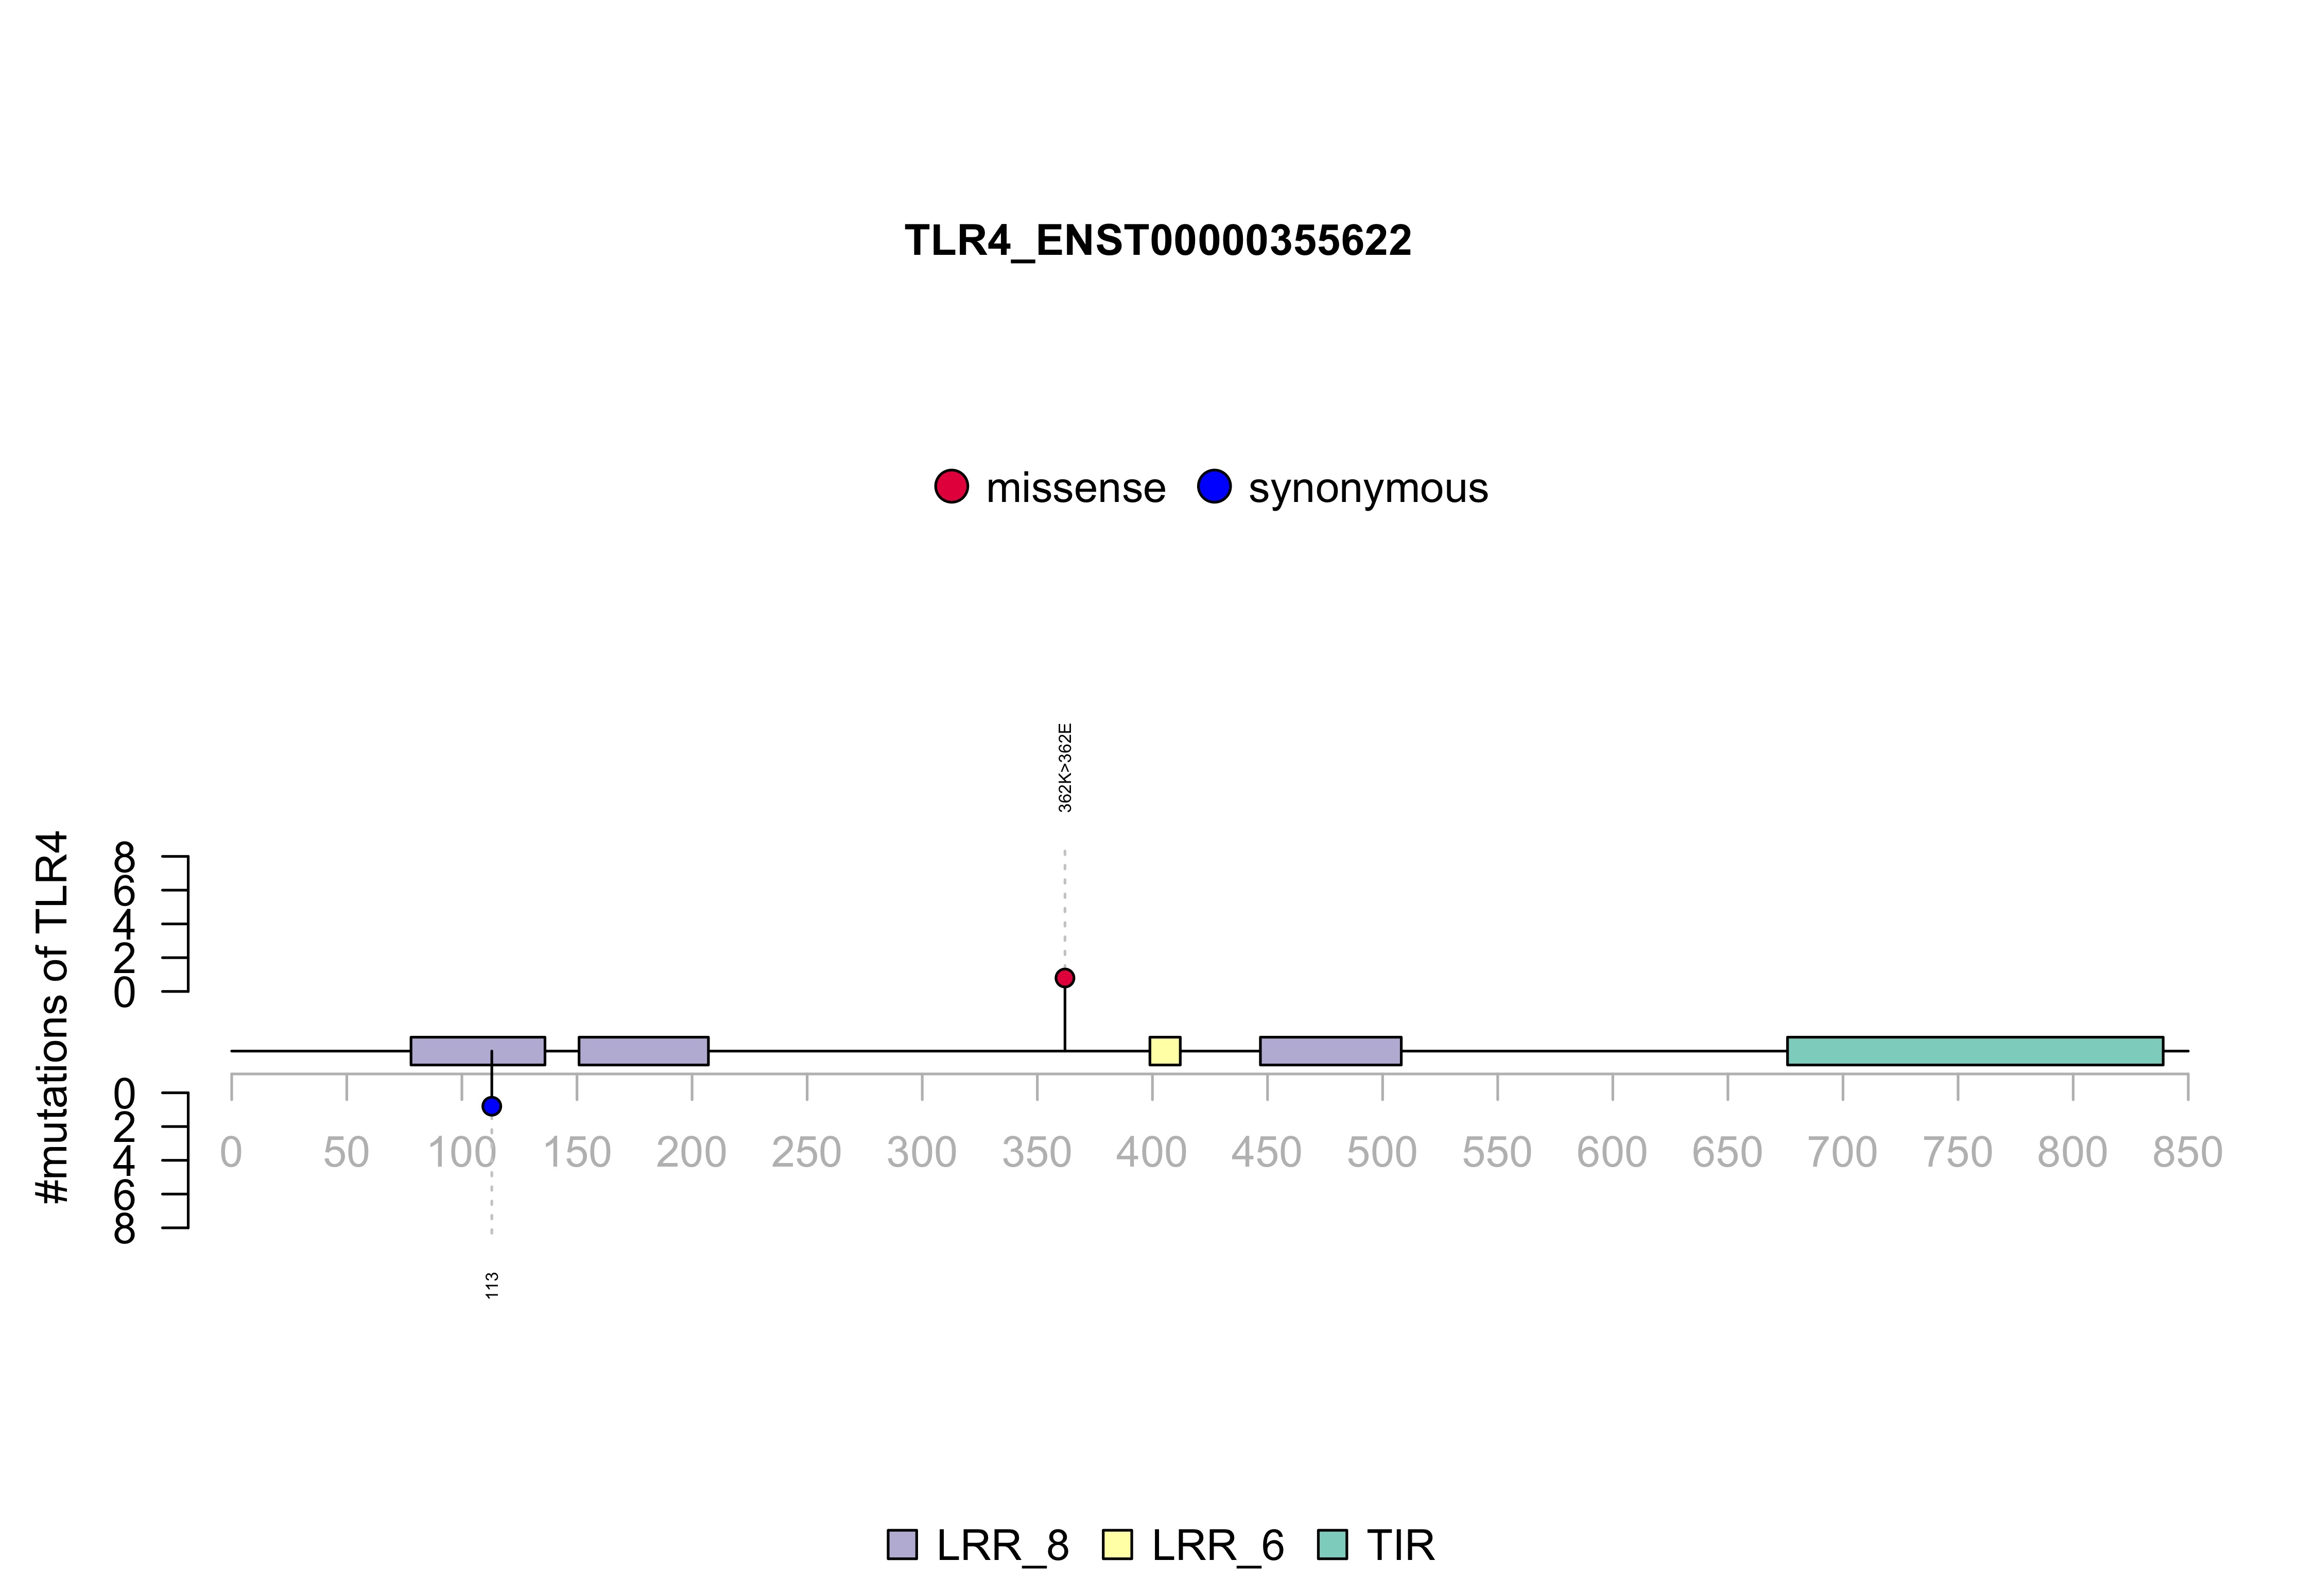 TLR4_ENST00000355622
missense synonymous
362K>362E
#mutations of TLR4
8
6
4
2
0
0
2
4
6
8
0 50 100 150 200 250 300 350 400 450 500 550 600 650 700 750 800 850
113
LRR_8 LRR_6 TIR